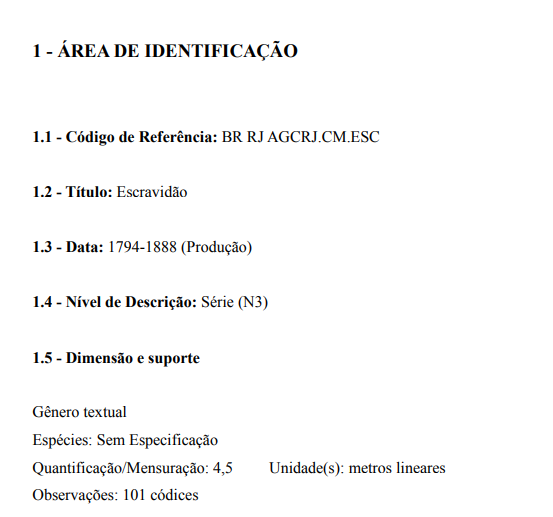 1 - ÁREA DE IDENTIFICAÇÃO
1.1 - Código de Referência: BR RJ AGCRJ.CM.ESC
1.2 - Título: Escravidão
1.3 - Data: 1794-1888 (Produção)
1.4 - Nível de Descrição: Série (N3)
1.5 - Dimensão e suporte
Gênero textual
Espécies: Sem Especificação
Quantificação/Mensuração: 4,5 Unidade(s): metros lineares
Observações: 101 códices